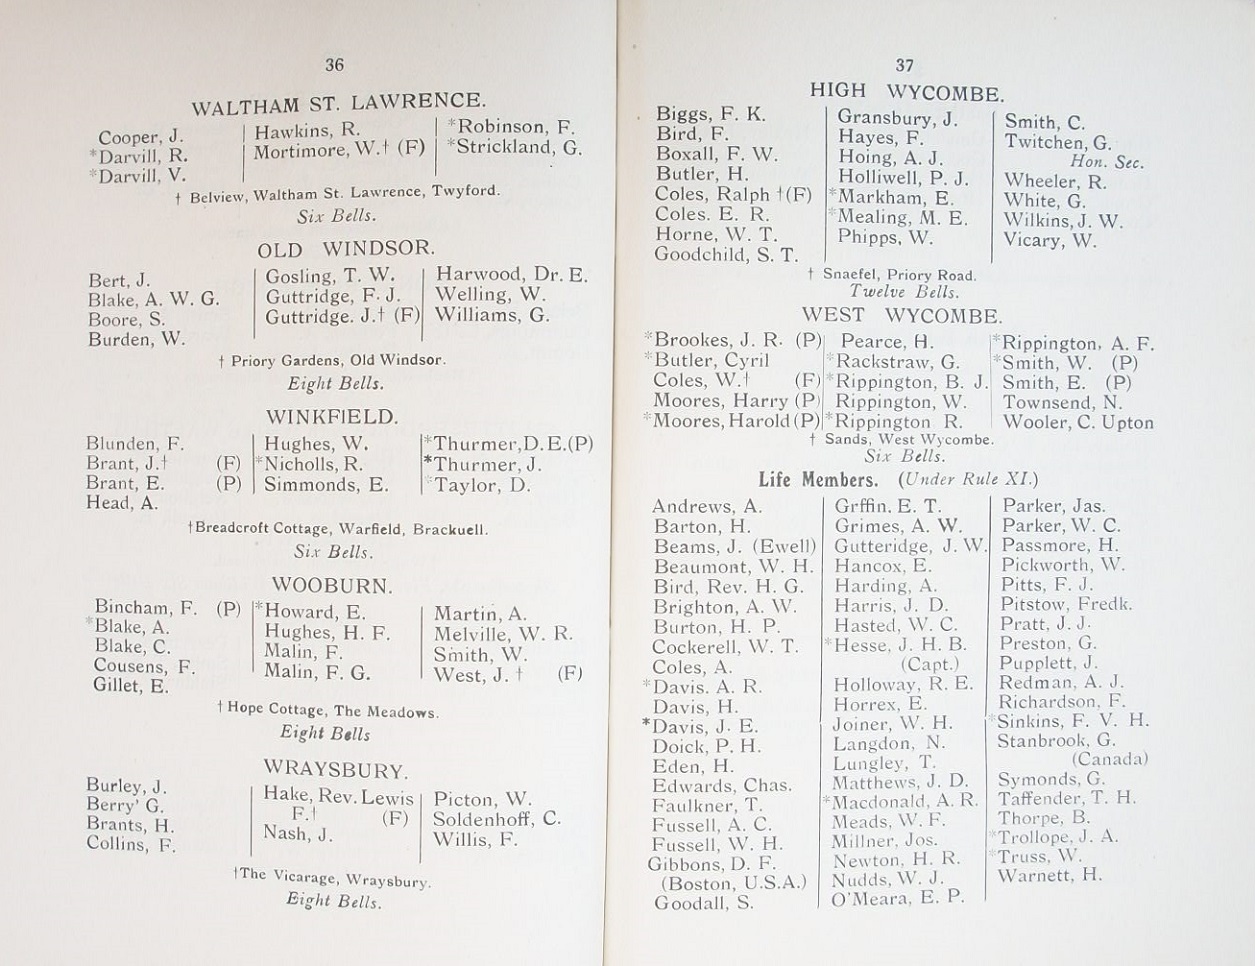 36
WALTHAM ST. LAWRENCE.
Cooper, J.
*Darvill, R.
*Darvill, V.
Hawkins, R.
Mortimore, W.† (F)
*Robinson, F.
*Strickland, G.
† Belview, Waltham St. Lawrence, Twyford.
Six Bells.
OLD WINDSOR.
Bert, J.
Blake, A. W. G.
Boore, S.
Burden, W.
Gosling, T. W.
Guttridge, F. J.
Guttridge. J.† (F)
Harwood, Dr. E.
Welling, W.
Williams, G.
† Priory Gardens, Old Windsor.
Eight Bells.
WINKFIELD.
Blunden, F.
Brant, J.† (F)
Brant, E. (P)
Head, A.
Hughes, W.
*Nicholls, R.
Simmonds, E.
*Thurmer, D. E. (P)
*Thurmer, J.
*Taylor, D.
†Breadcroft Cottage, Warfield, Brackuell.
Six Bells.
WOOBURN.
Bincham, F. (P)
*Blake, A.
Blake, C.
Cousens, F.
Gillet, E.
*Howard, E.
Hughes, H. F.
Malin, F.
Malin, F. G.
Martin, A.
Melville, W. R.
Smith, W.
West, J. † (F)
† Hope Cottage, The Meadows.
Eight Bells
WRAYSBURY.
Burley, J.
Berry' G.
Brants, H.
Collins, F.
Hake, Rev. Lewis
F.† (F)
Nash, J.
Picton, W.
Soldenhoff, C.
Willis, F.
†The Vicarage, Wraysbury.
Eight Bells.
37
HIGH WYCOMBE.
Biggs, F. K.
Bird, F.
Boxall, F. W.
Butler, H.
Coles, Ralph †(F)
Coles. E. R.
Horne, W. T.
Goodchild, S. T.
Gransbury, J.
Hayes, F.
Hoing, A. J.
Holliwell, P. J.
*Markham, E.
*Mealing, M. E.
Phipps, W.
Smith, C.
Twitchen, G.
Hon. Sec.
Wheeler, R.
White, G.
Wilkins, J. W.
Vicary, W.
† Snaefel, Priory Road.
Twelve Bells.
WEST WYCOMBE.
*Brookes, J. R. (P)
*Butler, Cyril
Coles, W.† (F)
Moores, Harry (P)
*Moores, Harold (P)
Pearce, H.
*Rackstraw, G.
*Rippington, B. J.
Rippington, W.
*Rippington R.
*Rippington, A. F.
*Smith, W. (P)
Smith, E. (P)
Townsend, N.
Wooler, C. Upton
† Sands, West Wycombe.
Six Bells.
Life Members. (Under Rule XI.)
Andrews, A.
Barton, H.
Beams, J. (Ewell)
Beaumont, W. H.
Bird, Rev. H. G.
Brighton, A. W.
Burton, H. P.
Cockerell, W. T.
Coles, A.
*Davis. A. R.
Davis, H.
*Davis, J. E.
Doick, P. H.
Eden, H.
Edwards, Chas.
Faulkner, T.
Fussell, A. C.
Fussell, W. H.
Gibbons, D. F.
(Boston, U.S.A.)
Goodall, S.
Grffin. E. T.
Grimes, A. W.
Gutteridge, J. W.
Hancox, E.
Harding, A.
Harris, J. D.
Hasted, W. C.
*Hesse, J. H. B.
(Capt.)
Holloway, R. E.
Horrex, E.
Joiner, W. H.
Langdon, N.
Lungley, T.
Matthews, J. D.
*Macdonald, A. R.
Meads, W. F.
Millner, Jos.
Newton, H. R.
Nudds, W. J.
O'Meara, E. P.
Parker, Jas.
Parker, W. C.
Passmore, H.
Pickworth, W.
Pitts, F. J.
Pitstow, Fredk.
Pratt, J. J.
Preston, G.
Pupplett, J.
Redman, A. J.
Richardson, F.
*Sinkins, F. V. H.
Stanbrook, G.
(Canada)
Symonds, G.
Taffender, T. H.
Thorpe, B.
*Trollope, J. A.
*Truss, W.
Warnett, H.